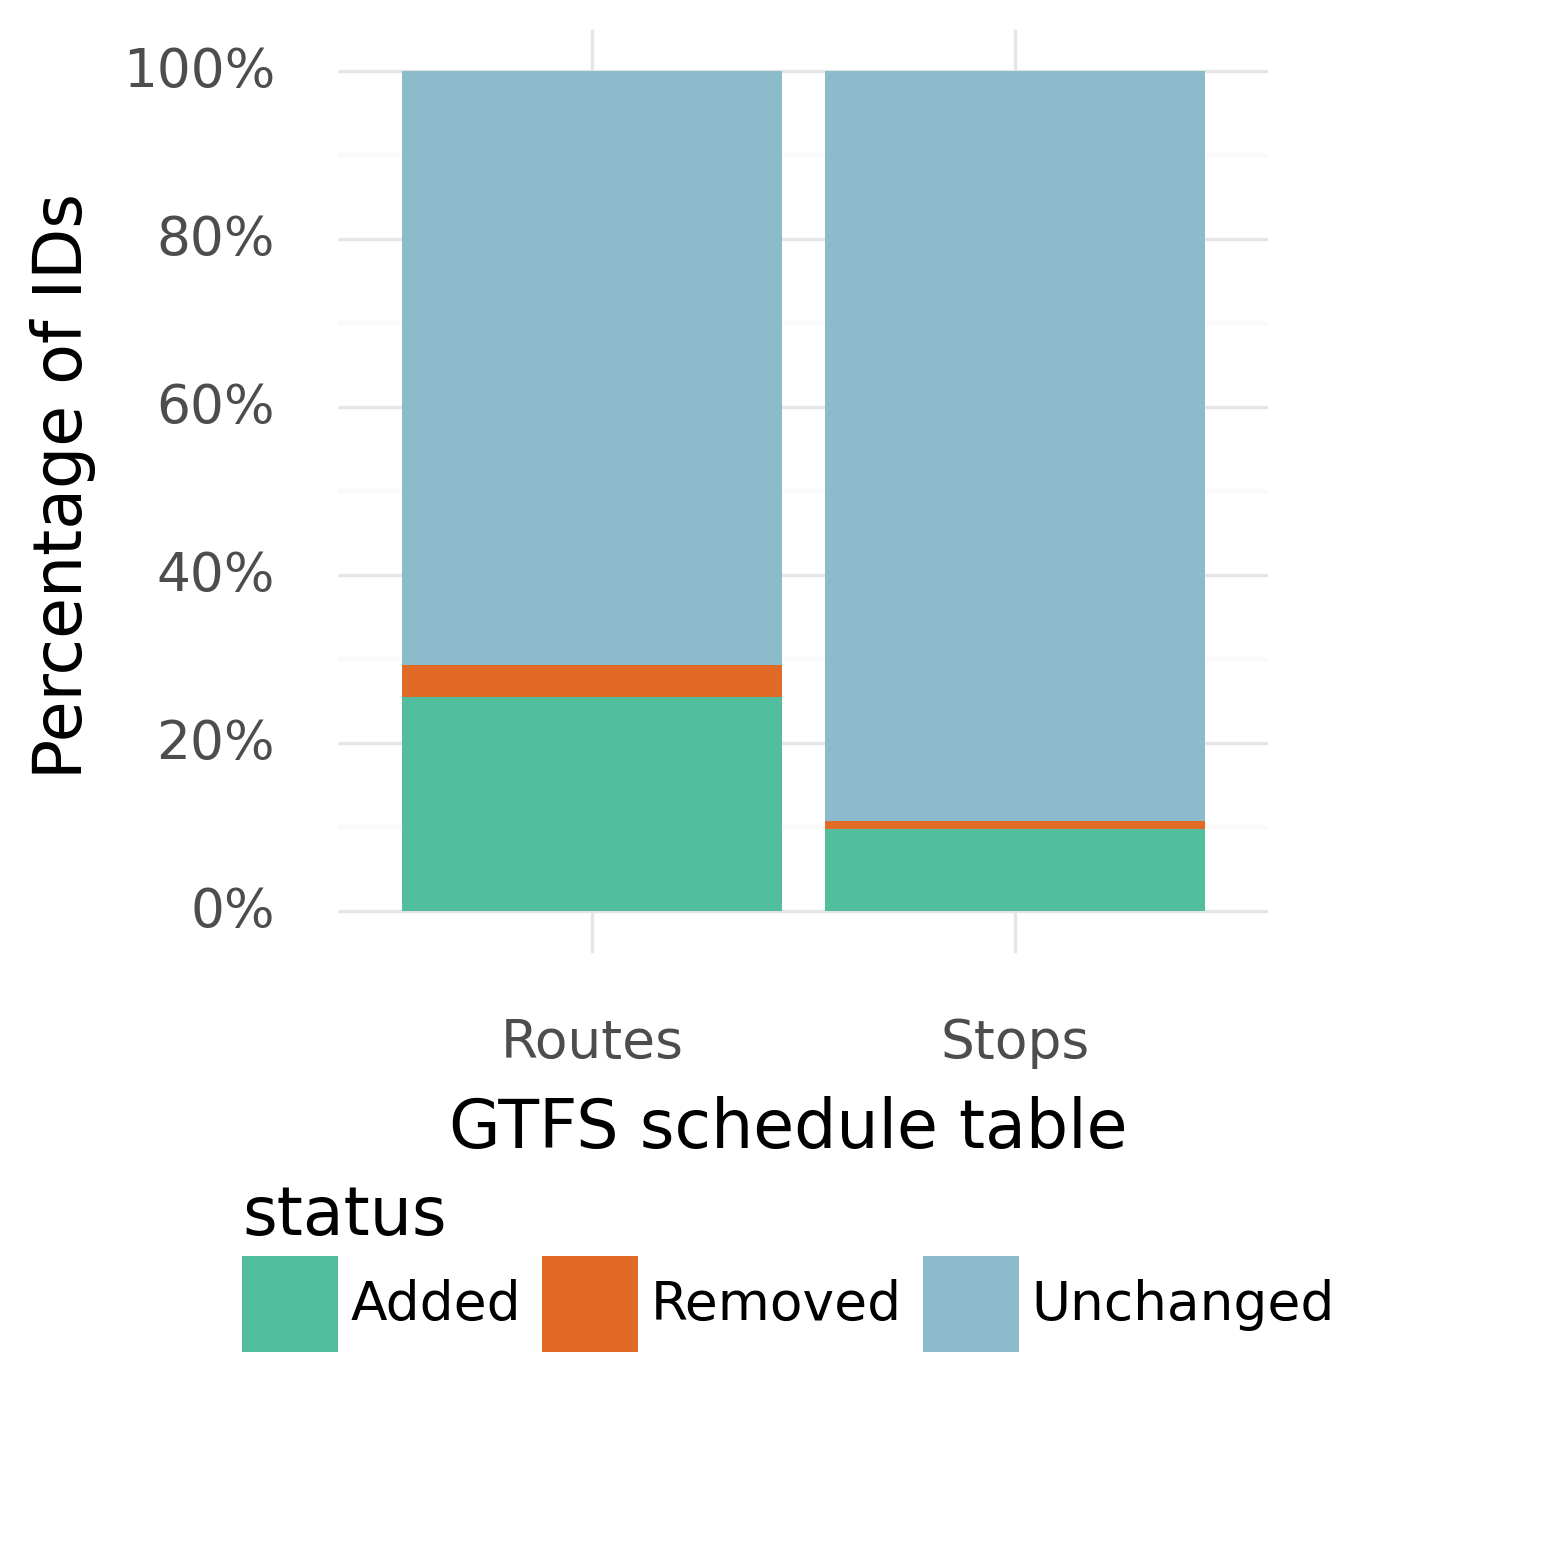 Percentage of IDs
100%
80%
60%
40%
20%
0%
Routes Stops
GTFS schedule table
status
Added Removed Unchanged